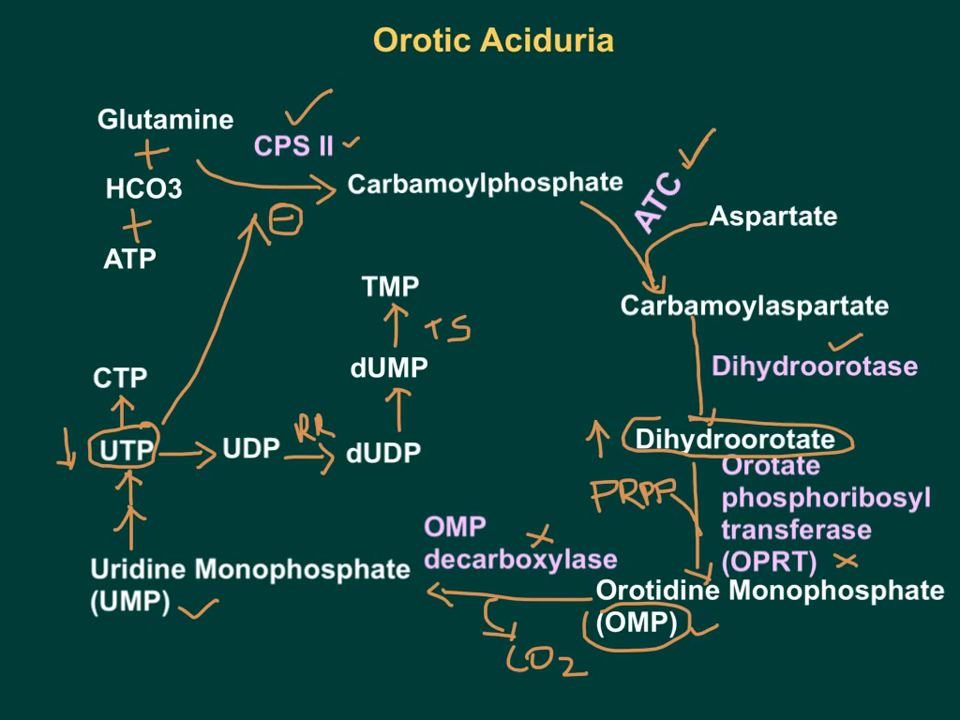 Orotic Aciduria
Glutamine
+
HCO3
+
ATP
CPS II
Carbamoylphosphate
ATC
Aspartate
Carbamoylaspartate
Dihydroorotase
Dihydroorotate
PRPP
Orotate
phosphoribosyl
transferase
(OPRT)
Orotidine Monophosphate
(OMP)
OMP
decarboxylase
CO2
Uridine Monophosphate
(UMP)
UTP
CTP
UDP
RR
dUDP
dUMP
TS
TMP